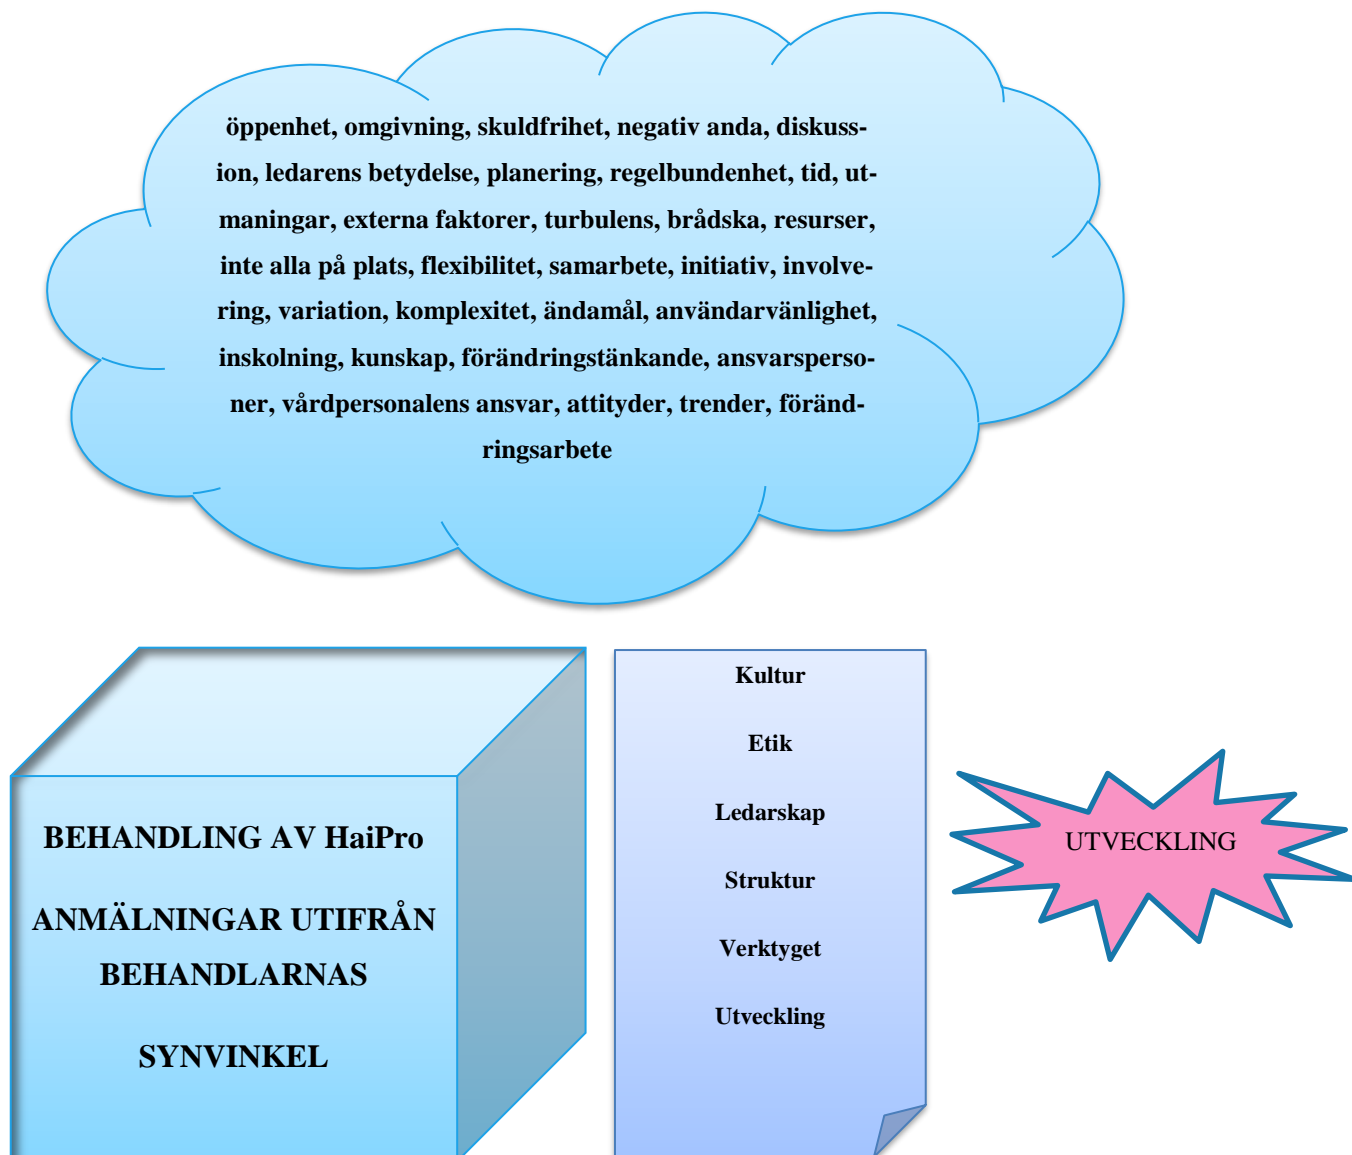 öppenhet, omgivning, skuldfrihet, negativ anda, diskuss-
ion, ledarens betydelse, planering, regelbundenhet, tid, ut-
maningar, externa faktorer, turbulens, brådska, resurser,
inte alla på plats, flexibilitet, samarbete, initiativ, involve-
ring, variation, komplexitet, ändamål, användarvänlighet,
inskolning, kunskap, förändringstänkande, ansvarsperso-
ner, vårdpersonalens ansvar, attityder, trender, föränd-
ringsarbete
BEHANDLING AV HaiPro
ANMÄLNINGAR UTIFRÅN
BEHANDLARNAS
SYNVINKEL
Kultur
Etik
Ledarskap
Struktur
Verktyget
Utveckling
UTVECKLING